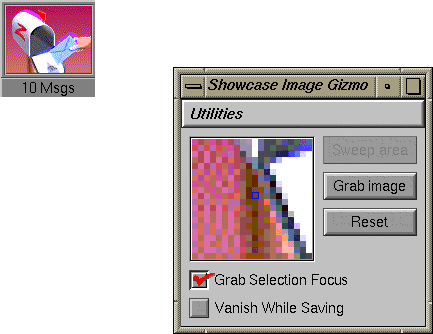 10 Msgs
Showcase Image Gizmo
Utilities
Sweep area
Grab image
Reset
Grab Selection Focus
Vanish While Saving